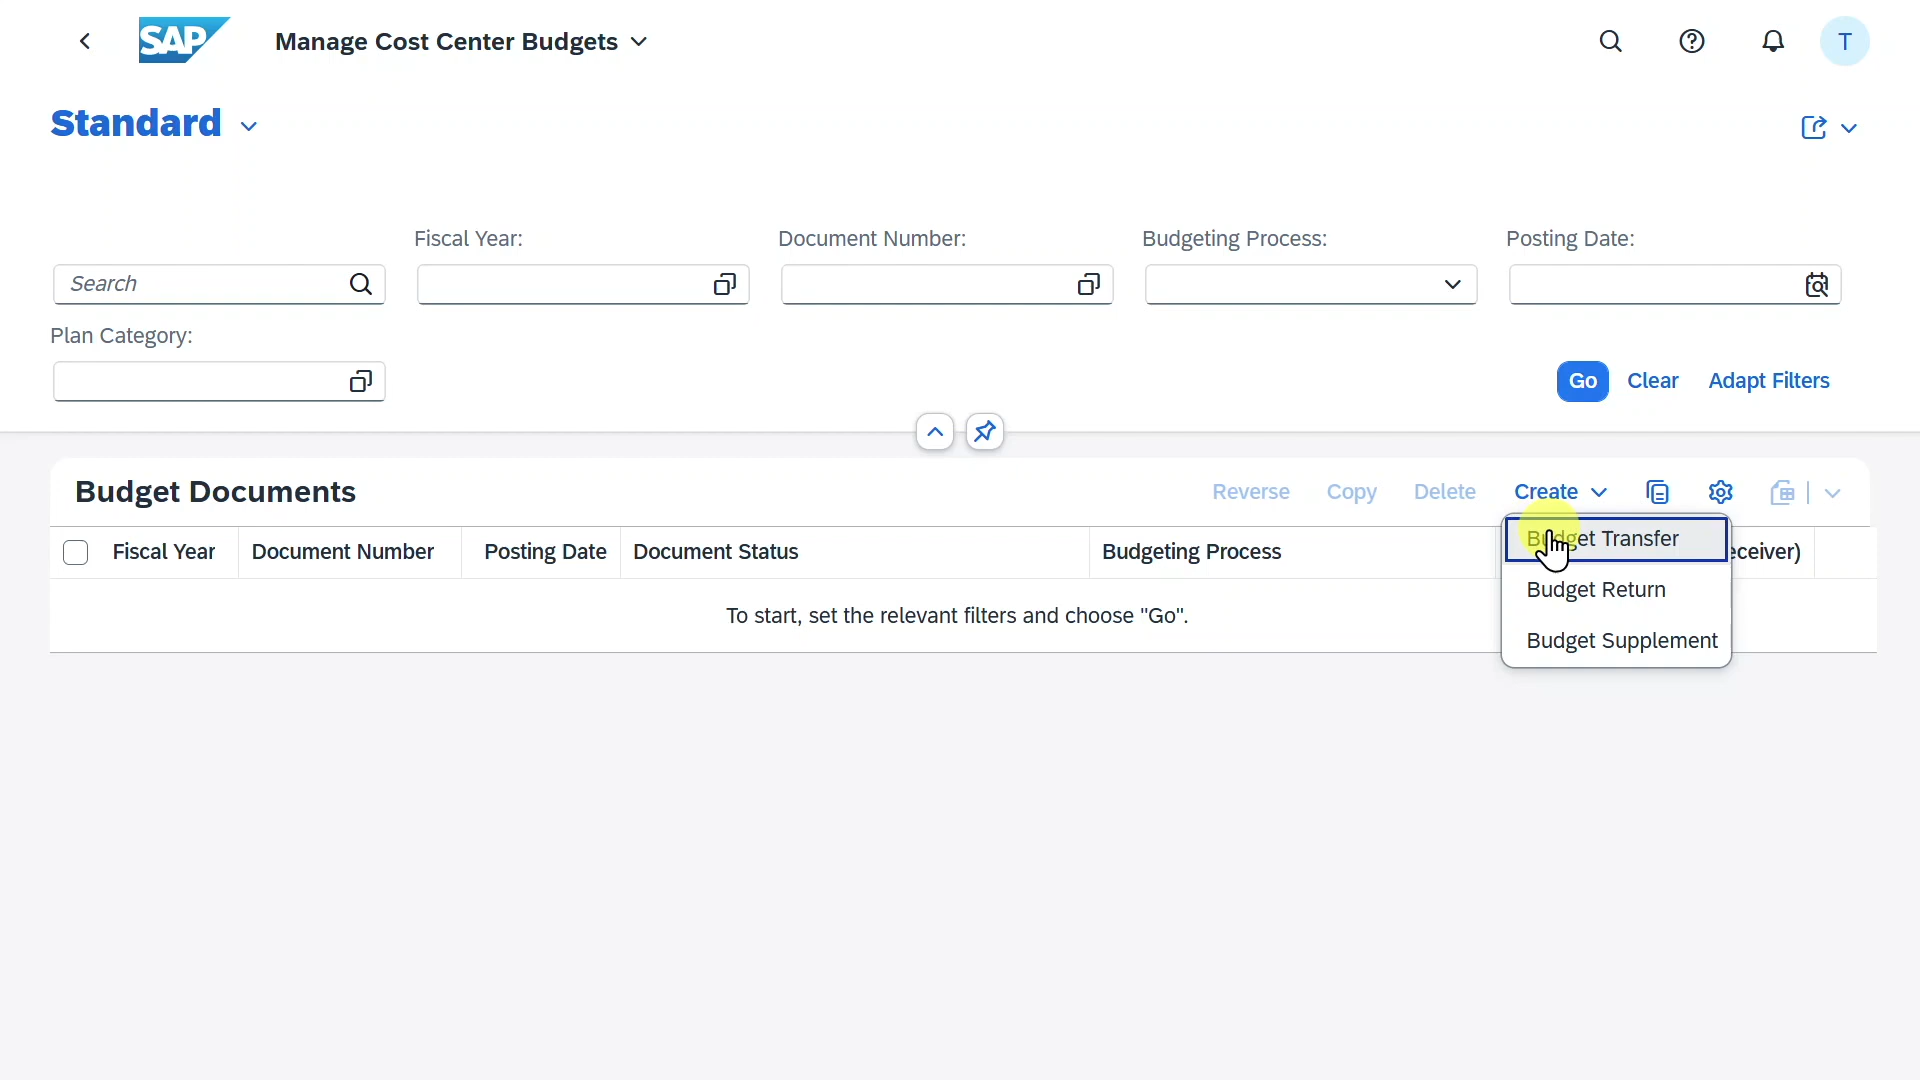 SAP
Manage Cost Center Budgets
T
Standard
Fiscal Year:
Document Number:
Budgeting Process:
Posting Date:
Search
Plan Category:
Go
Clear
Adapt Filters
Budget Documents
Reverse
Copy
Delete
Create
Fiscal Year
Document Number
Posting Date
Document Status
Budgeting Process
eceiver)
Budget Transfer
Budget Return
Budget Supplement
To start, set the relevant filters and choose "Go".